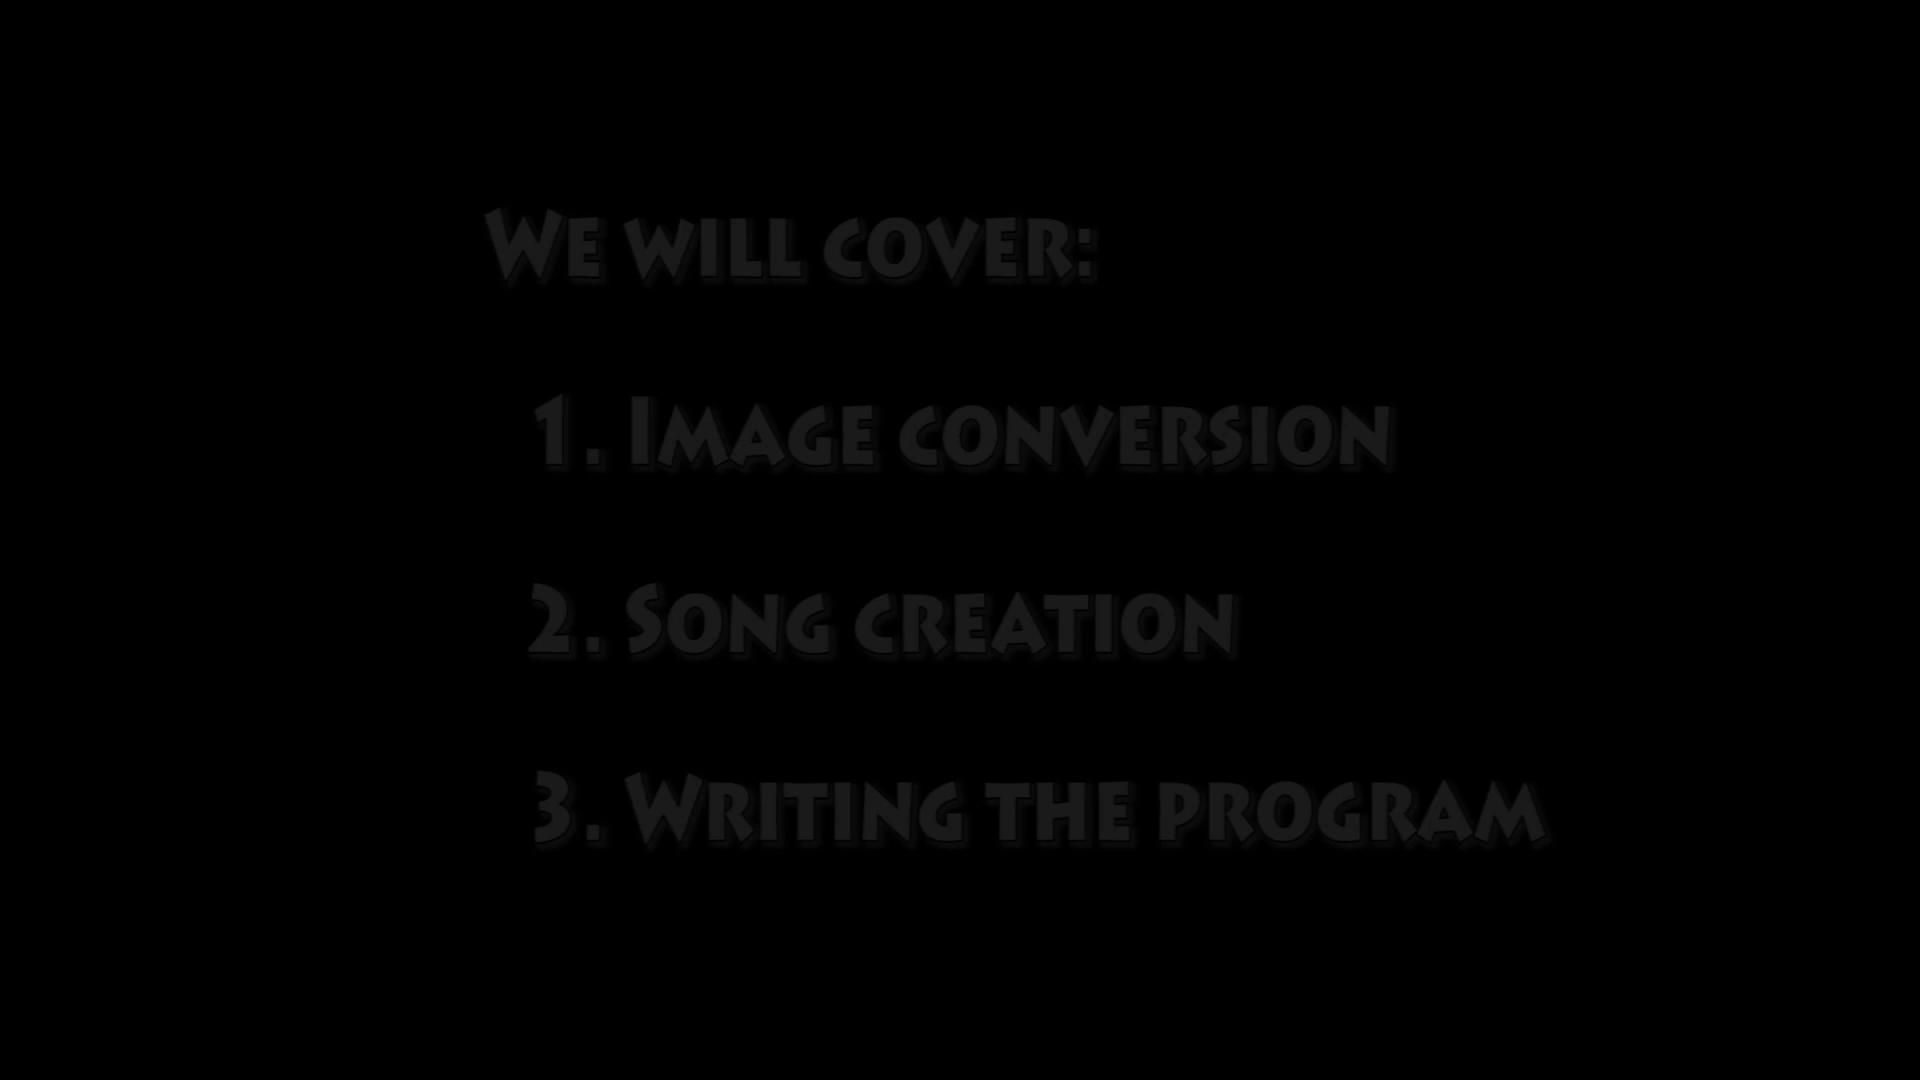 We will cover:
1. Image conversion
2. Song creation
3. Writing the program